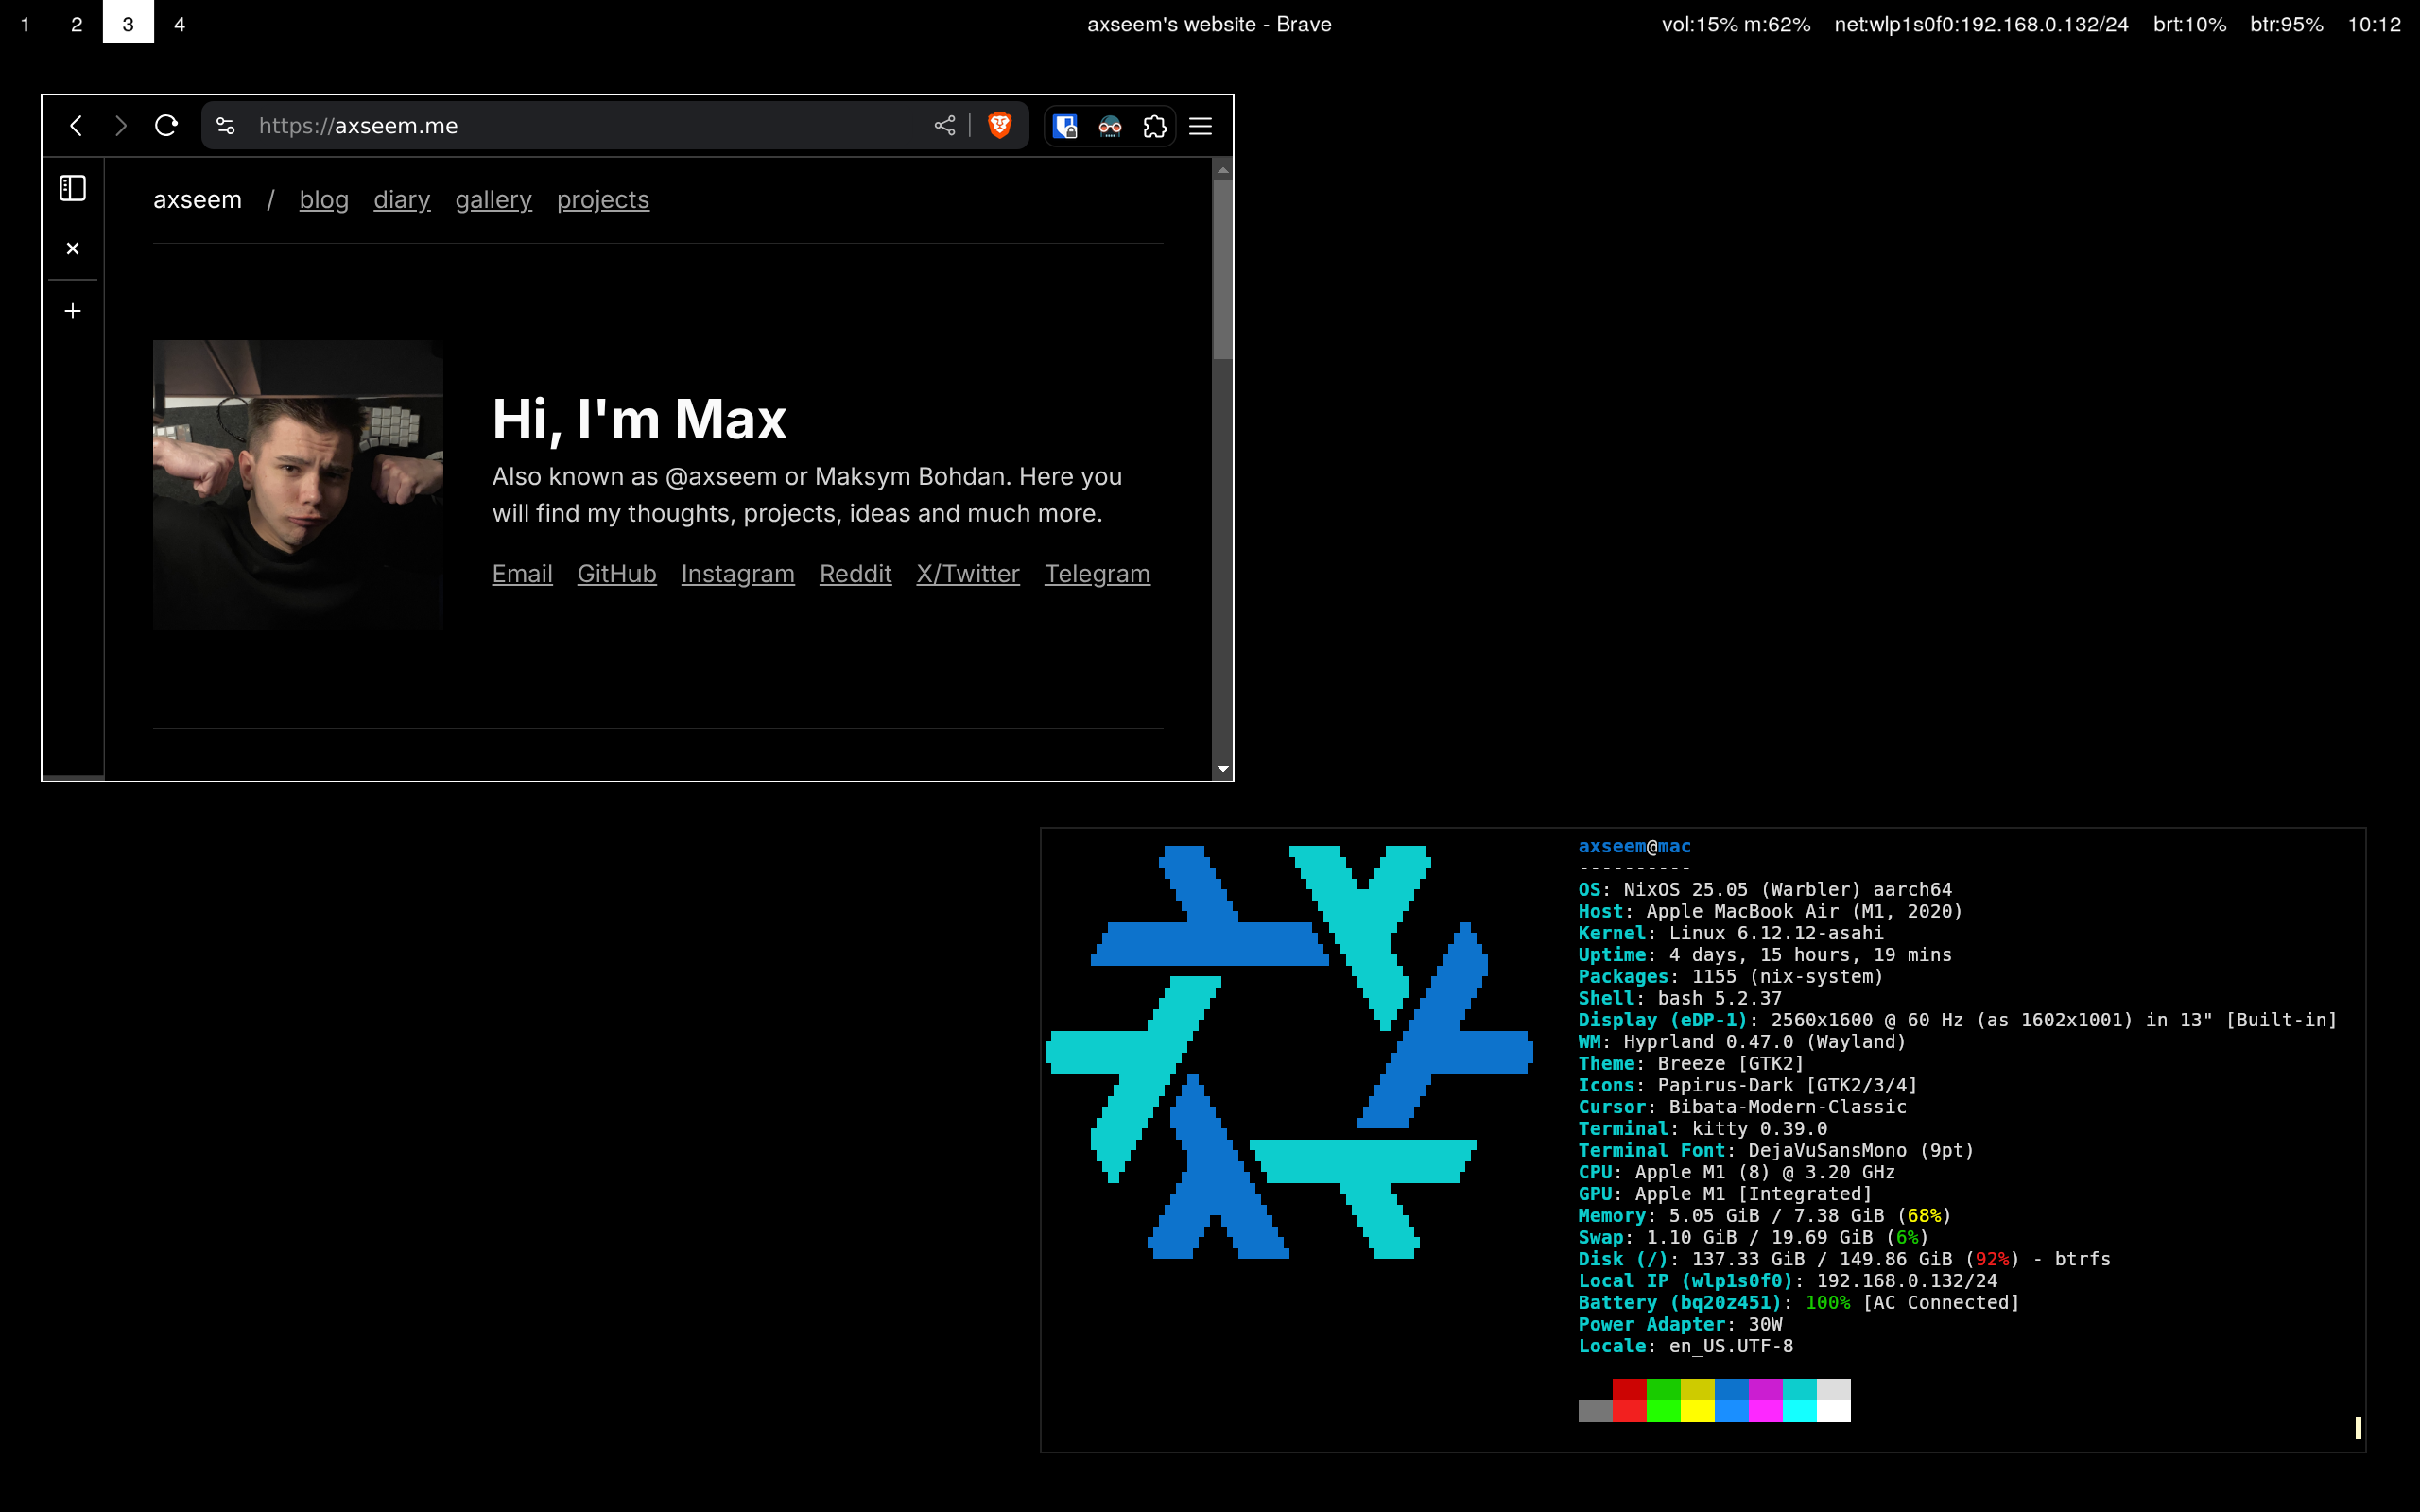 1 2 3 4 axseem's website - Brave vol:15% m:62% net:wlp1s0f0:192.168.0.132/24 brt:10% btr:95% 10:12
https://axseem.me
axseem / blog diary gallery projects
Hi, I'm Max
Also known as @axseem or Maksym Bohdan. Here you
will find my thoughts, projects, ideas and much more.
Email GitHub Instagram Reddit X/Twitter Telegram
axseem@mac
----------
OS: NixOS 25.05 (Warbler) aarch64
Host: Apple MacBook Air (M1, 2020)
Kernel: Linux 6.12.12-asahi
Uptime: 4 days, 15 hours, 19 mins
Packages: 1155 (nix-system)
Shell: bash 5.2.37
Display (eDP-1): 2560x1600 @ 60 Hz (as 1602x1001) in 13" [Built-in]
WM: Hyprland 0.47.0 (Wayland)
Theme: Breeze [GTK2]
Icons: Papirus-Dark [GTK2/3/4]
Cursor: Bibata-Modern-Classic
Terminal: kitty 0.39.0
Terminal Font: DejaVuSansMono (9pt)
CPU: Apple M1 (8) @ 3.20 GHz
GPU: Apple M1 [Integrated]
Memory: 5.05 GiB / 7.38 GiB (68%)
Swap: 1.10 GiB / 19.69 GiB (6%)
Disk (/): 137.33 GiB / 149.86 GiB (92%) - btrfs
Local IP (wlp1s0f0): 192.168.0.132/24
Battery (bq20z451): 100% [AC Connected]
Power Adapter: 30W
Locale: en_US.UTF-8